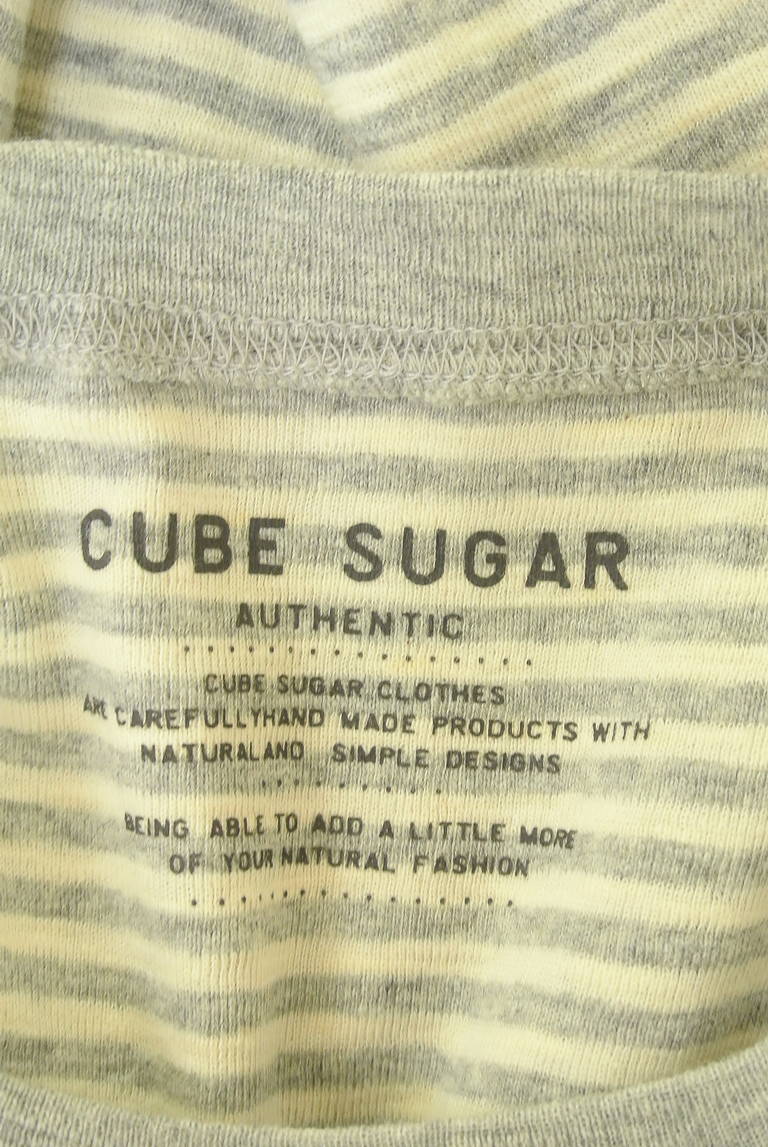 CUBE SUGAR
AUTHENTIC
CUBE SUGAR CLOTHES
ARE CAREFULLYHAND MADE PRODUCTS WITH
NATURALAND SIMPLE DESIGNS
BEING ABLE TO ADD A LITTLE MORE
OF YOUR NATURAL FASHION